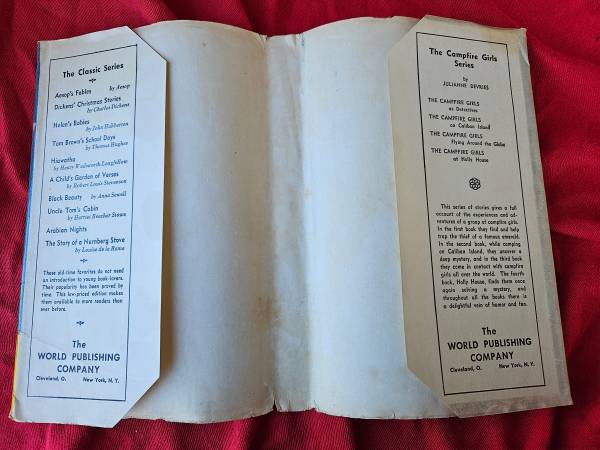 The Classic Series
Aesop's Fables by Aesop
Dickens' Christmas Stories
by Charles Dickens
Helen's Babies
by John Habberton
Tom Brown's School Days
by Thomas Hughes
Hiawatha
by Henry Wadsworth Longfellow
A Child's Garden of Verses
by Robert Louis Stevenson
Black Beauty by Anna Sewell
Uncle Tom's Cabin
by Harriet Beecher Stowe
Arabian Nights
The Story of a Nurnberg Stove
by Louise de la Rame
These old-time favorites do not need
an introduction to young book-lovers.
Their popularity has been proved by
time. This low-priced edition makes
them available to more readers than
ever before.
The
WORLD PUBLISHING
COMPANY
Cleveland, O. New York, N. Y.
The Campfire Girls
Series
by
JULIANNE DEVRIES
THE CAMPFIRE GIRLS
as Detectives
THE CAMPFIRE GIRLS
on Caliban Island
THE CAMPFIRE GIRLS
Flying Around the Globe
THE CAMPFIRE GIRLS
at Holly House
This series of stories gives a full
account of the experiences and ad-
ventures of a group of campfire girls.
In the first book they find and help
trap the thief of a famous emerald.
In the second book, while camping
on Caliban Island, they uncover a
deep mystery, and in the third book
they come in contact with campfire
girls all over the world. The fourth
book, Holly House, finds them once
again solving a mystery, and
throughout all the books there is
a delightful vein of humor and fun.
The
WORLD PUBLISHING
COMPANY
Cleveland, O. New York, N. Y.